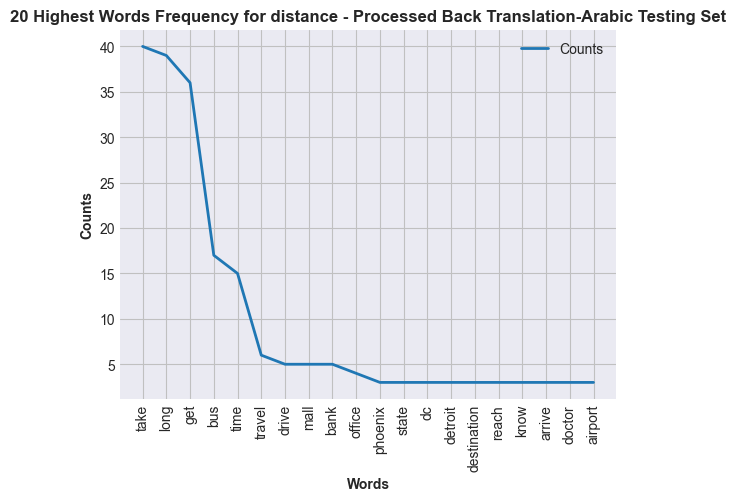 20 Highest Words Frequency for distance - Processed Back Translation-Arabic Testing Set
Counts
40
35
30
25
20
15
10
5
Counts
take
long
get
bus
time
travel
drive
mall
bank
office
phoenix
state
dc
detroit
destination
reach
know
arrive
doctor
airport
Words